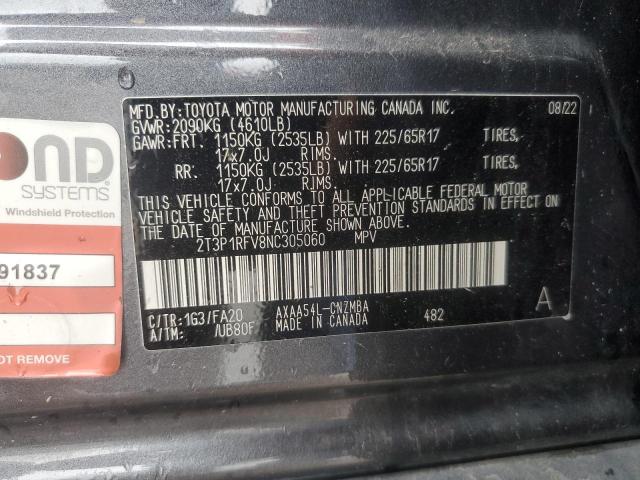 MFD.BY:TOYOTA MOTOR MANUFACTURING CANADA INC. 08/22
GVWR:2090KG (4610LB)
GAWR:FRT. 1150KG (2535LB) WITH 225/65R17 TIRES,
17x7.0J RIMS.
RR. 1150KG (2535LB) WITH 225/65R17 TIRES,
17x7.0J RIMS.
THIS VEHICLE CONFORMS TO ALL APPLICABLE FEDERAL MOTOR
VEHICLE SAFETY AND THEFT PREVENTION STANDARDS IN EFFECT ON
THE DATE OF MANUFACTURE SHOWN ABOVE.
2T3P1RFV8NC305060 MPV
C/TR:1G3/FA20 AXAA54L-CNZMBA A
A/TM: /UB80F MADE IN CANADA 482
OND
SYSTEMS®
Windshield Protection
91837
NOT REMOVE